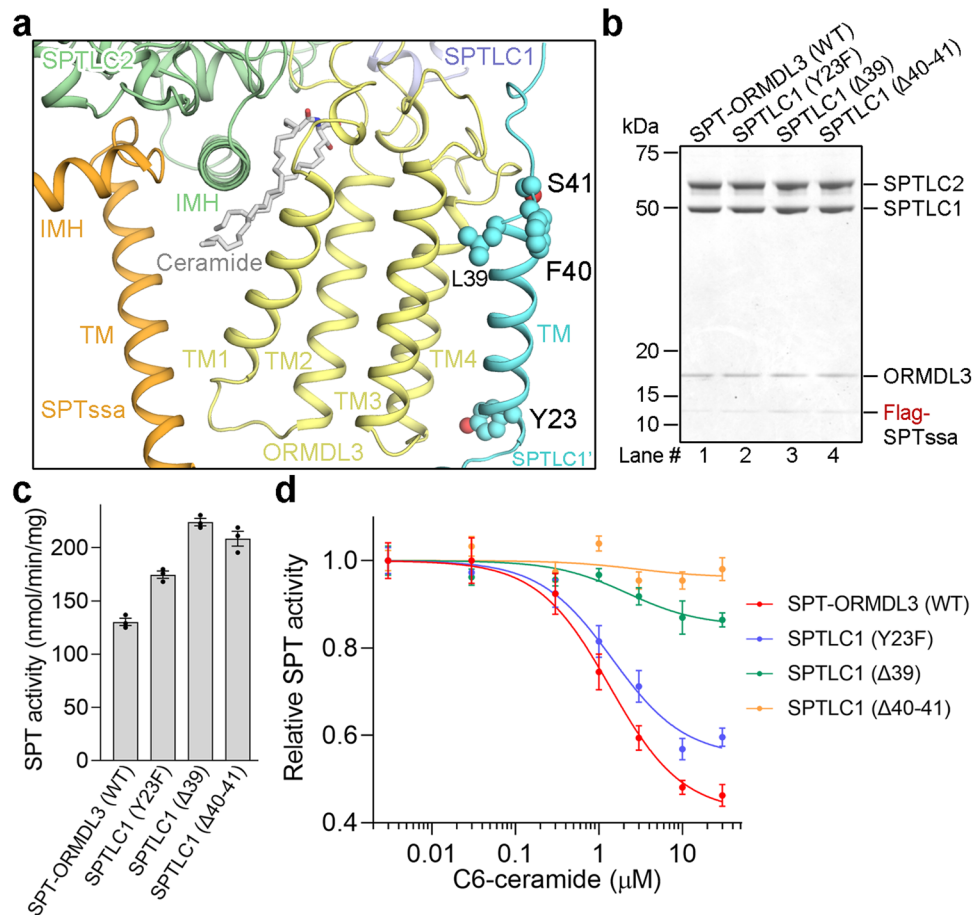 a
SPTLC2
SPTLC1
IMH
IMH
Ceramide
S41
L39
F40
TM
TM1
TM2
TM3
TM4
TM
SPTssa
ORMDL3
Y23
SPTLC1'
b
SPT-ORMDL3 (WT)
SPTLC1 (Y23F)
SPTLC1 (Δ39)
SPTLC1 (Δ40-41)
kDa
75
50
20
15
10
SPTLC2
SPTLC1
ORMDL3
Flag-
SPTssa
Lane # 1 2 3 4
c
SPT activity (nmol/min/mg)
200
150
100
50
0
SPT-ORMDL3 (WT)
SPTLC1 (Y23F)
SPTLC1 (Δ39)
SPTLC1 (Δ40-41)
d
Relative SPT activity
1.0
0.8
0.6
0.4
0.01 0.1 1 10
C6-ceramide (μM)
SPT-ORMDL3 (WT)
SPTLC1 (Y23F)
SPTLC1 (Δ39)
SPTLC1 (Δ40-41)